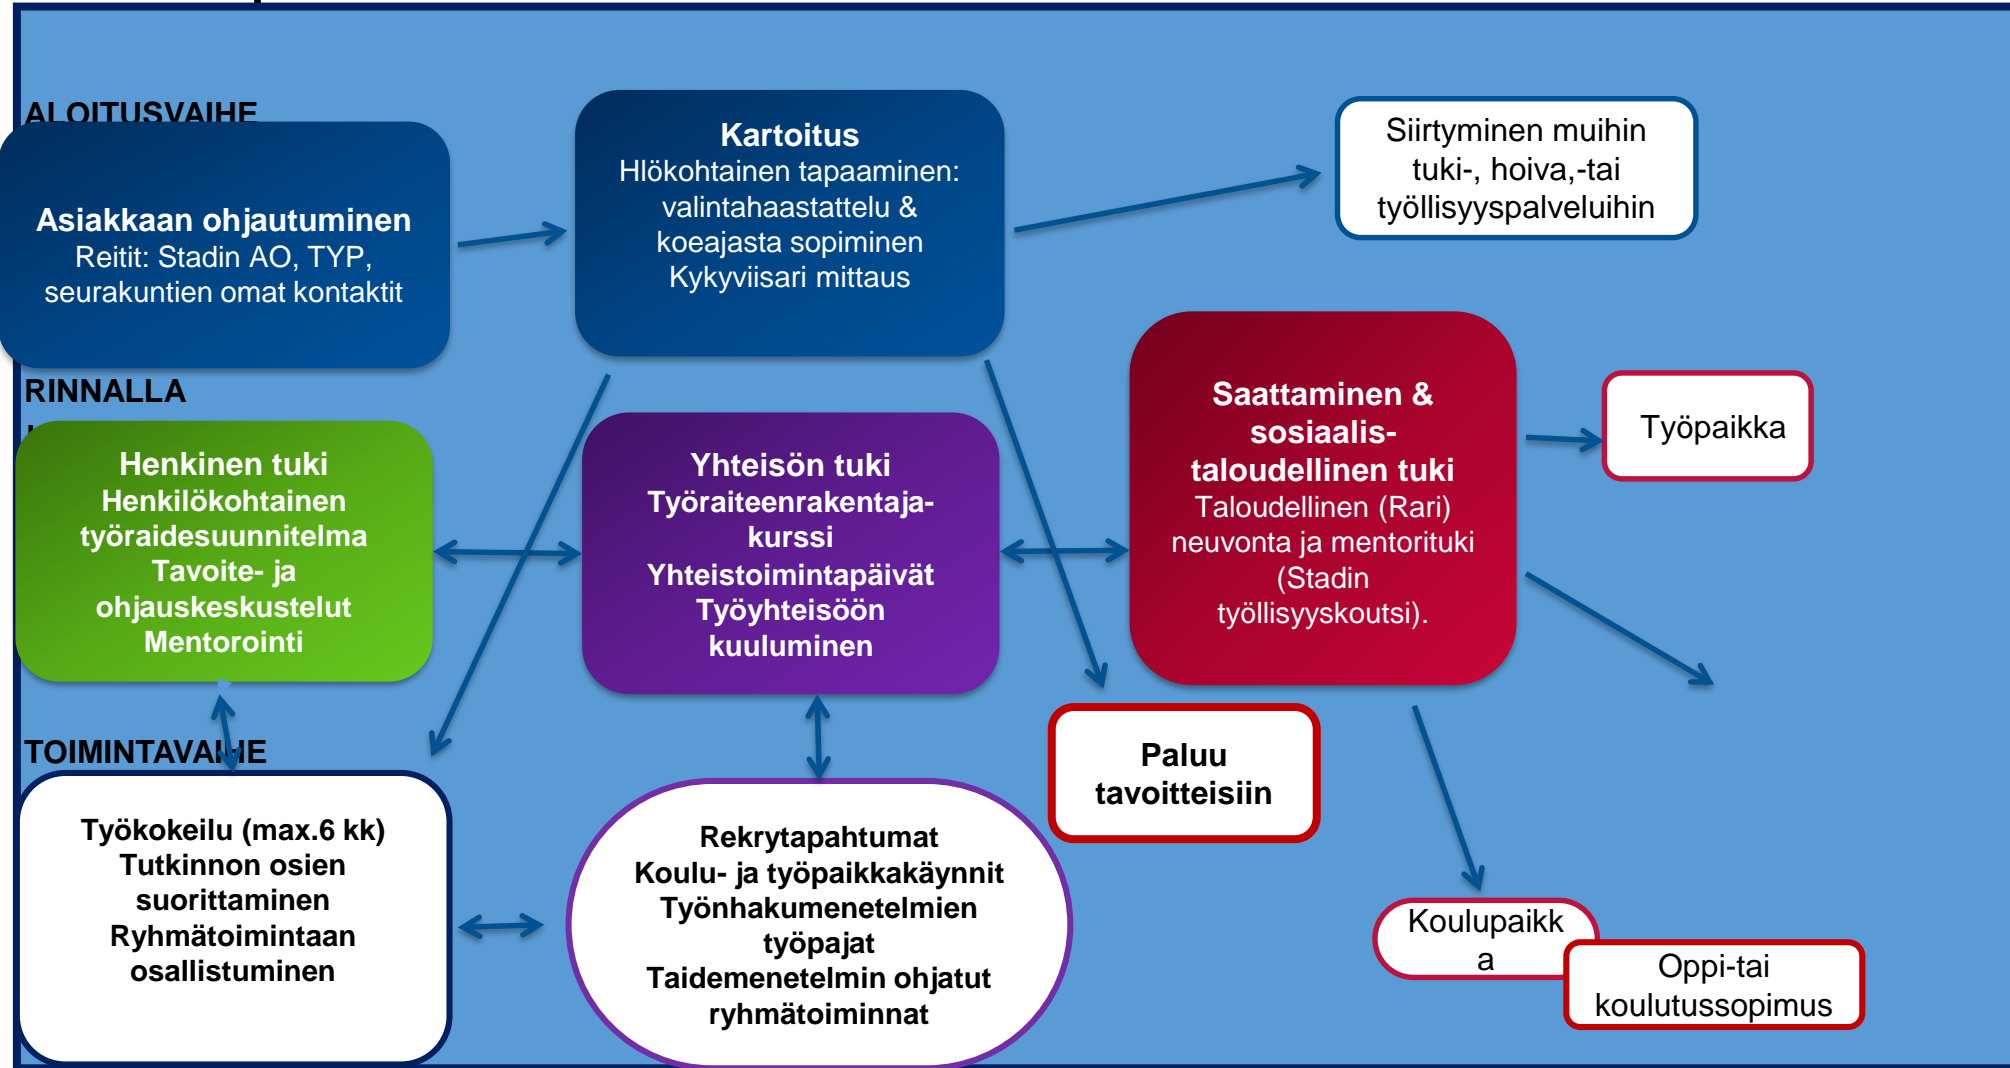 ALOITUSVAIHE
Asiakkaan ohjautuminen
Reitit: Stadin AO, TYP,
seurakuntien omat kontaktit
Kartoitus
Hlökohtainen tapaaminen:
valintahaastattelu &
koeajasta sopiminen
Kykyviisari mittaus
Siirtyminen muihin
tuki-, hoiva,-tai
työllisyyspalveluihin
RINNALLA
Henkinen tuki
Henkilökohtainen
työraidesuunnitelma
Tavoite- ja
ohjauskeskustelut
Mentorointi
Yhteisön tuki
Työraiteenrakentaja-
kurssi
Yhteistoimintapäivät
Työyhteisöön
kuuluminen
Saattaminen &
sosiaalis-
taloudellinen tuki
Taloudellinen (Rari)
neuvonta ja mentorituki
(Stadin
työllisyyskoutsi).
Työpaikka
TOIMINTAVAIHE
Työkokeilu (max.6 kk)
Tutkinnon osien
suorittaminen
Ryhmätoimintaan
osallistuminen
Rekrytapahtumat
Koulu- ja työpaikkakäynnit
Työnhakumenetelmien
työpajat
Taidemenetelmin ohjatut
ryhmätoiminnat
Paluu
tavoitteisiin
Koulupaikk
a
Oppi-tai
koulutussopimus